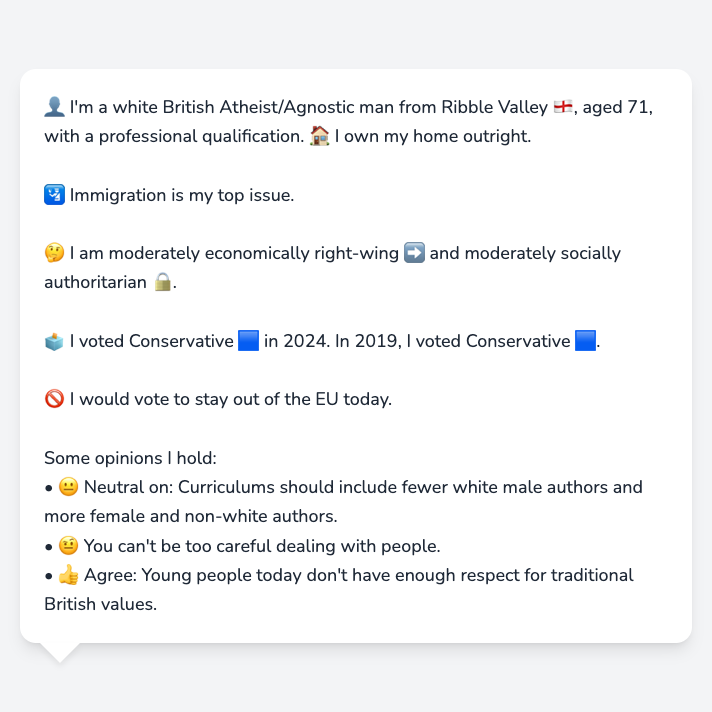 👤 I'm a white British Atheist/Agnostic man from Ribble Valley 🏴󠁧󠁢󠁥󠁮󠁧󠁿, aged 71,
with a professional qualification. 🏠 I own my home outright.
🛂 Immigration is my top issue.
🤔 I am moderately economically right-wing ➡️ and moderately socially
authoritarian 🔒.
🗳️ I voted Conservative 🟦 in 2024. In 2019, I voted Conservative 🟦.
🚫 I would vote to stay out of the EU today.
Some opinions I hold:
• 😐 Neutral on: Curriculums should include fewer white male authors and
more female and non-white authors.
• 🤨 You can't be too careful dealing with people.
• 👍 Agree: Young people today don't have enough respect for traditional
British values.